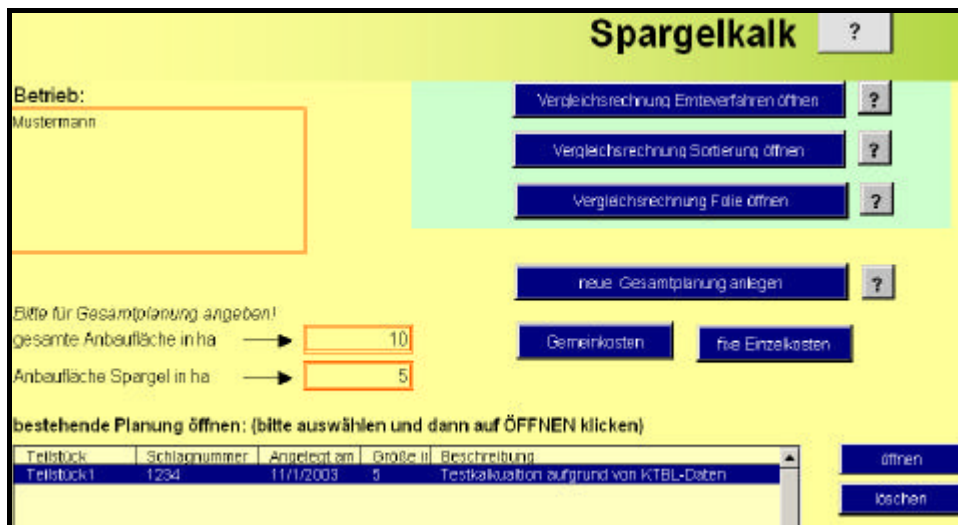 Spargelkalk ?
Betrieb:
Mustermann
Vergleichsrechnung Ernteverfahren öffnen ?
Vergleichsrechnung Sortierung öffnen ?
Vergleichsrechnung Folie öffnen ?
neue Gesamtplanung anlegen ?
Bitte für Gesamtplanung angeben!
gesamte Anbaufläche in ha 10
Gemeinkosten fixe Einzelkosten
Anbaufläche Spargel in ha 5
bestehende Planung öffnen: (bitte auswählen und dann auf ÖFFNEN klicken)
Teilstück Schlagnummer Angelegt am Größe in Beschreibung
Teilstück1 1234 11/1/2003 5 Testkalkualtion aufgrund von KTBL-Daten
öffnen
löschen